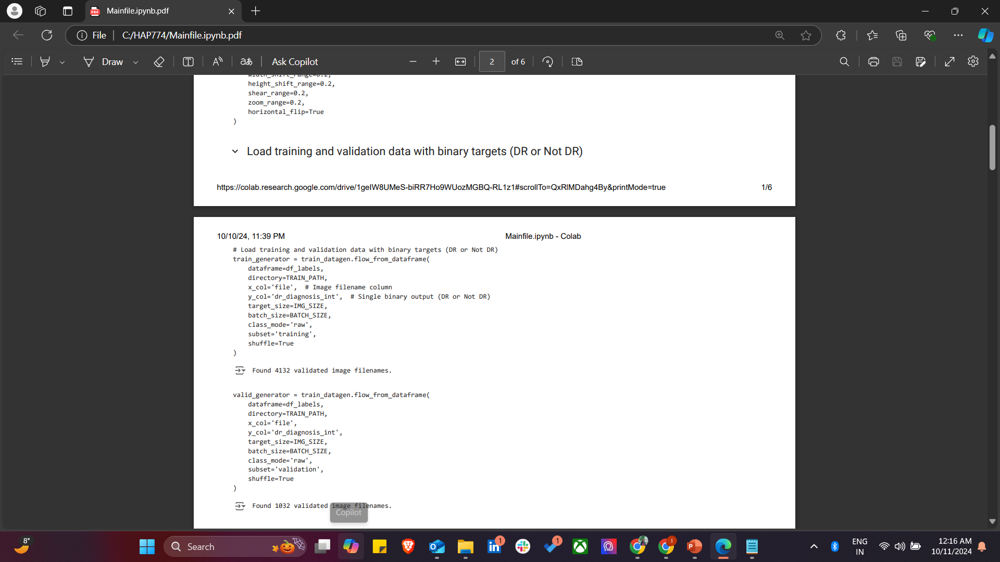 Mainfile.ipynb.pdf
File C:/HAP774/Mainfile.ipynb.pdf
Draw Ask Copilot 2 of 6
width_shift_range=0.2,
height_shift_range=0.2,
shear_range=0.2,
zoom_range=0.2,
horizontal_flip=True
)
Load training and validation data with binary targets (DR or Not DR)
https://colab.research.google.com/drive/1geIW8UMeS-biRR7Ho9WUozMGBQ-RL1z1#scrollTo=QxRlMDahg4By&printMode=true 1/6
10/10/24, 11:39 PM Mainfile.ipynb - Colab
# Load training and validation data with binary targets (DR or Not DR)
train_generator = train_datagen.flow_from_dataframe(
dataframe=df_labels,
directory=TRAIN_PATH,
x_col='file', # Image filename column
y_col='dr_diagnosis_int', # Single binary output (DR or Not DR)
target_size=IMG_SIZE,
batch_size=BATCH_SIZE,
class_mode='raw',
subset='training',
shuffle=True
)
Found 4132 validated image filenames.
valid_generator = train_datagen.flow_from_dataframe(
dataframe=df_labels,
directory=TRAIN_PATH,
x_col='file',
y_col='dr_diagnosis_int',
target_size=IMG_SIZE,
batch_size=BATCH_SIZE,
class_mode='raw',
subset='validation',
shuffle=True
)
Found 1032 validated image filenames.
Copilot
8° Search 1 1 ENG 12:16 AM
IN 10/11/2024